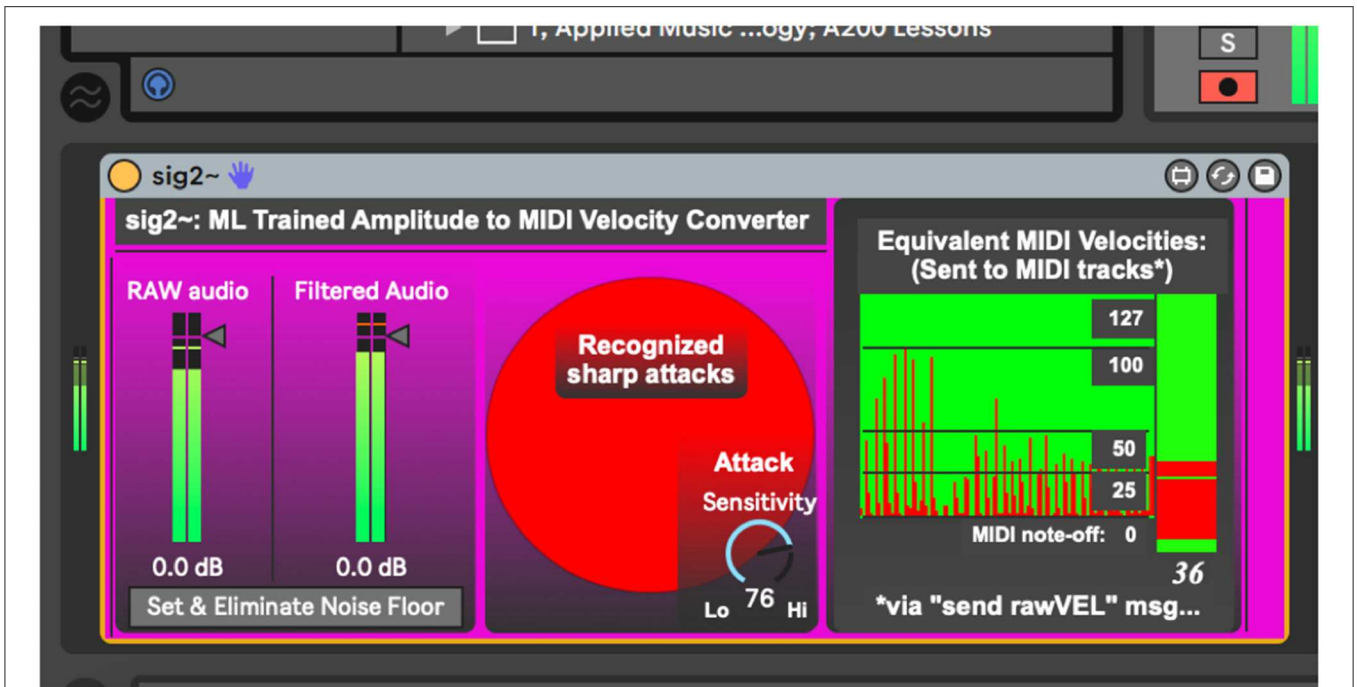 1, Applied Music ...ogy; A200 Lessons
S
sig2~
sig2~: ML Trained Amplitude to MIDI Velocity Converter
RAW audio
Filtered Audio
0.0 dB
0.0 dB
Set & Eliminate Noise Floor
Recognized
sharp attacks
Attack
Sensitivity
76
Lo
Hi
Equivalent MIDI Velocities:
(Sent to MIDI tracks*)
127
100
50
25
MIDI note-off: 0
36
*via "send rawVEL" msg...